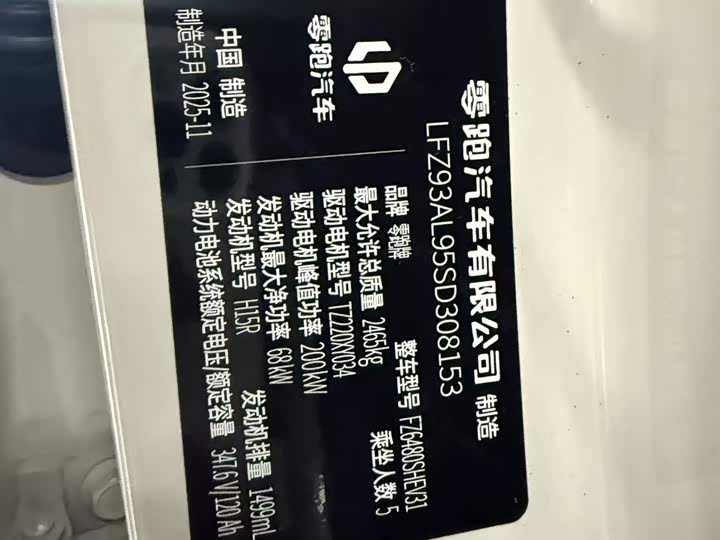 零跑汽车有限公司 制造
LFZ93AL95SD308153
零跑汽车
中国 制造
制造年月 2025-11
品牌 零跑牌 整车型号 FZ6480SHEV31
最大允许总质量 2465kg 乘坐人数 5
驱动电机型号 TZ220XV034
驱动电机峰值功率 200kW
发动机最大净功率 68kW
发动机型号 H15R 发动机排量 1499mL
动力电池系统额定电压/额定容量 347.6V/120Ah